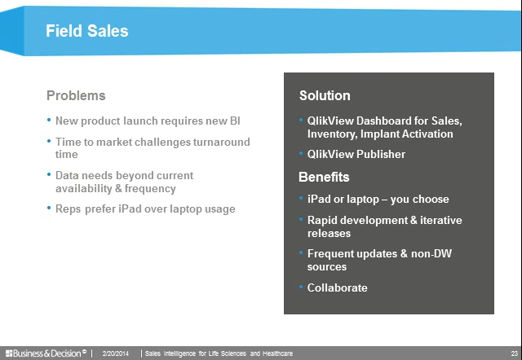 Field Sales
Problems
• New product launch requires new BI
• Time to market challenges turnaround
time
• Data needs beyond current
availability & frequency
• Reps prefer iPad over laptop usage
Solution
• QlikView Dashboard for Sales,
Inventory, Implant Activation
• QlikView Publisher
Benefits
• iPad or laptop – you choose
• Rapid development & iterative
releases
• Frequent updates & non-DW
sources
• Collaborate
Business & Decision © | 2/20/2014 | Sales Intelligence for Life Sciences and Healthcare 23